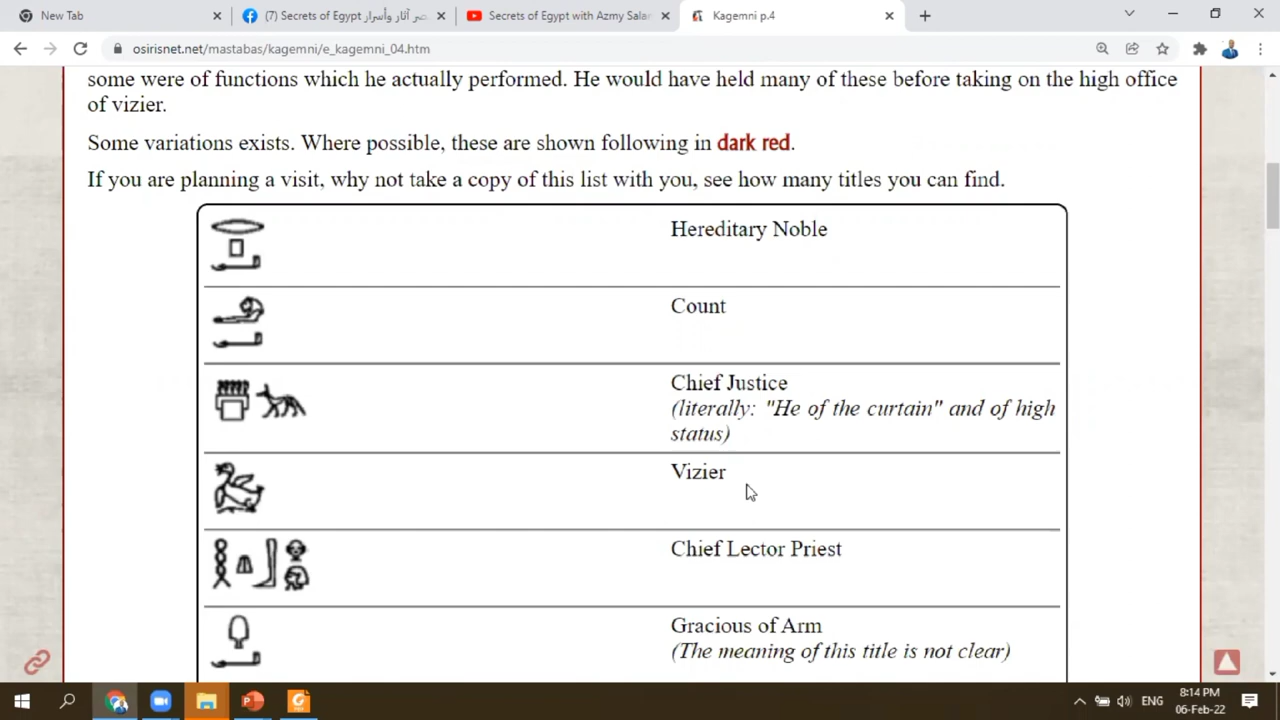 New Tab
(7) Secrets of Egypt مصر آثار وأسرار
Secrets of Egypt with Azmy Salar
Kagemni p.4
osirisnet.net/mastabas/kagemni/e_kagemni_04.htm
some were of functions which he actually performed. He would have held many of these before taking on the high office
of vizier.
Some variations exists. Where possible, these are shown following in dark red.
If you are planning a visit, why not take a copy of this list with you, see how many titles you can find.
Hereditary Noble
Count
Chief Justice
(literally: "He of the curtain" and of high
status)
Vizier
Chief Lector Priest
Gracious of Arm
(The meaning of this title is not clear)
ENG
8:14 PM
06-Feb-22